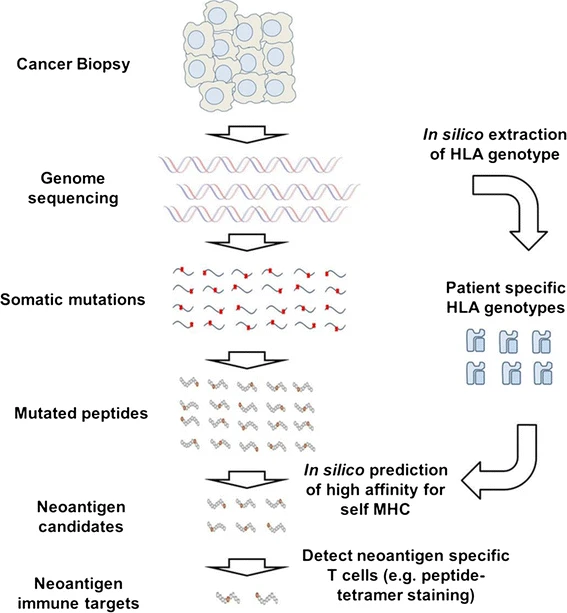 Cancer Biopsy
In silico extraction
of HLA genotype
Genome
sequencing
Somatic mutations
Patient specific
HLA genotypes
Mutated peptides
In silico prediction
of high affinity for
self MHC
Neoantigen
candidates
Detect neoantigen specific
T cells (e.g. peptide-
tetramer staining)
Neoantigen
immune targets